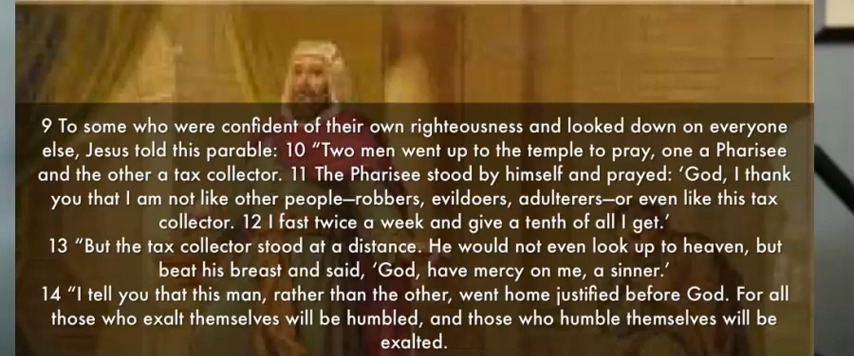 9 To some who were confident of their own righteousness and looked down on everyone
else, Jesus told this parable: 10 “Two men went up to the temple to pray, one a Pharisee
and the other a tax collector. 11 The Pharisee stood by himself and prayed: ‘God, I thank
you that I am not like other people—robbers, evildoers, adulterers—or even like this tax
collector. 12 I fast twice a week and give a tenth of all I get.’
13 “But the tax collector stood at a distance. He would not even look up to heaven, but
beat his breast and said, ‘God, have mercy on me, a sinner.’
14 “I tell you that this man, rather than the other, went home justified before God. For all
those who exalt themselves will be humbled, and those who humble themselves will be
exalted.